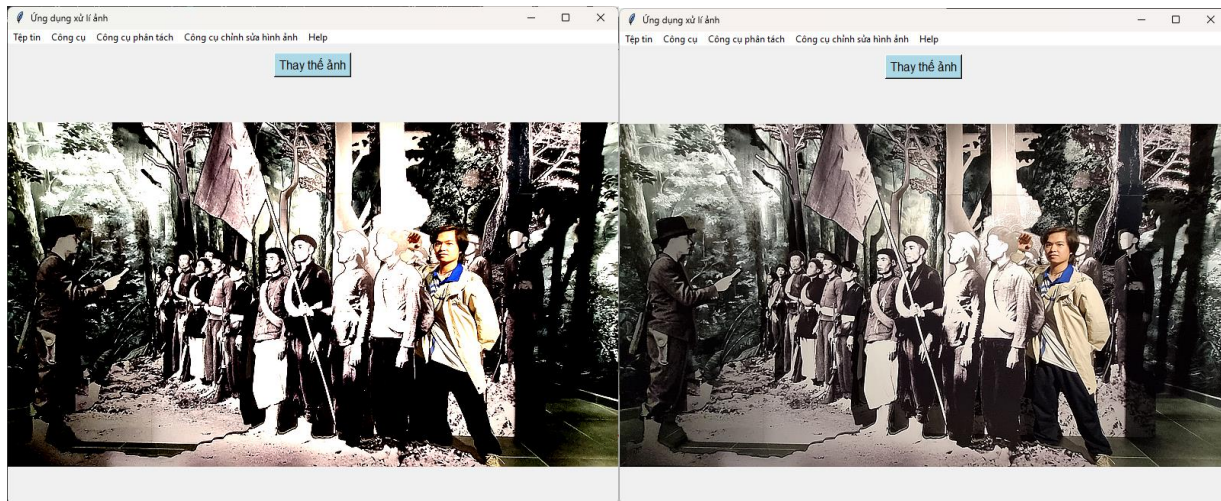 Ứng dụng xử lí ảnh
Tệp tin Công cụ Công cụ phân tách Công cụ chỉnh sửa hình ảnh Help
Thay thế ảnh
Ứng dụng xử lí ảnh
Tệp tin Công cụ Công cụ phân tách Công cụ chỉnh sửa hình ảnh Help
Thay thế ảnh